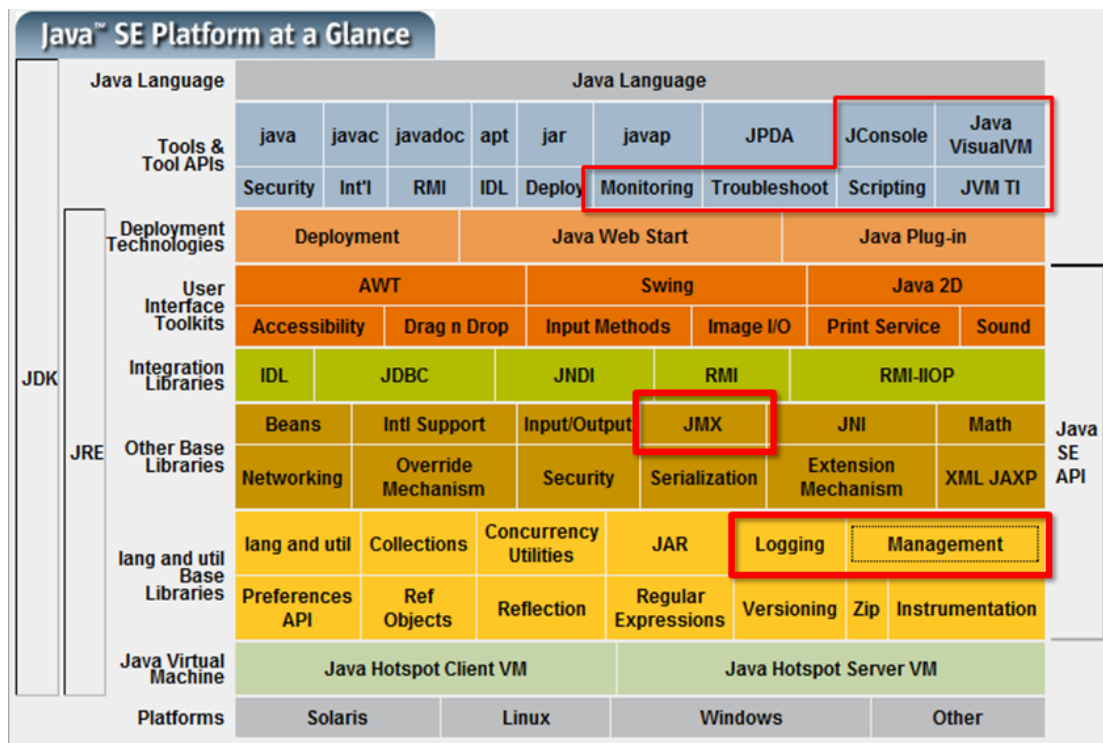 Java™ SE Platform at a Glance
Java Language
Java Language
Tools &
Tool APIs
java javac javadoc apt jar javap JPDA JConsole Java
VisualVM
Security Int'l RMI IDL Deploy Monitoring Troubleshoot Scripting JVM TI
Deployment
Technologies
Deployment Java Web Start Java Plug-in
User
Interface
Toolkits
AWT Swing Java 2D
Accessibility Drag n Drop Input Methods Image I/O Print Service Sound
Integration
Libraries
IDL JDBC JNDI RMI RMI-IIOP
JDK
JRE
Other Base
Libraries
Beans Intl Support Input/Output JMX JNI Math
Networking Override
Mechanism Security Serialization Extension
Mechanism XML JAXP
Java
SE
API
lang and util
Base
Libraries
lang and util Collections Concurrency
Utilities JAR Logging Management
Preferences
API Ref
Objects Reflection Regular
Expressions Versioning Zip Instrumentation
Java Virtual
Machine
Java Hotspot Client VM Java Hotspot Server VM
Platforms
Solaris Linux Windows Other